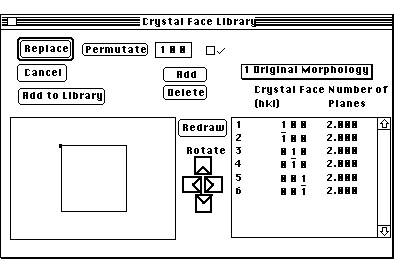 Crystal Face Library
Replace Permutate 1 0 0
Cancel Add 1 Original Morphology
Add to Library Delete Crystal Face Number of
(hkl) Planes
Redraw 1 1 0 0 2.000
Rotate 2 1̅ 0 0 2.000
3 0 1 0 2.000
4 0 1̅ 0 2.000
5 0 0 1 2.000
6 0 0 1̅ 2.000